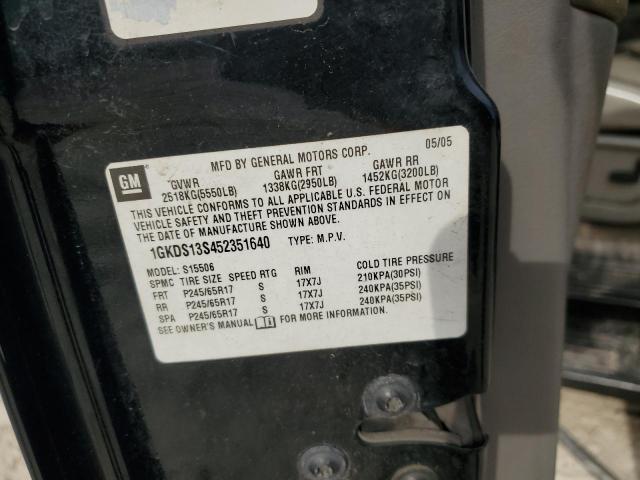 MFD BY GENERAL MOTORS CORP. 05/05
GM
GVWR GAWR FRT GAWR RR
2518KG(5550LB) 1338KG(2950LB) 1452KG(3200LB)
THIS VEHICLE CONFORMS TO ALL APPLICABLE U.S. FEDERAL MOTOR
VEHICLE SAFETY AND THEFT PREVENTION STANDARDS IN EFFECT ON
THE DATE OF MANUFACTURE SHOWN ABOVE.
1GKDS13S452351640 TYPE: M.P.V.
MODEL: S15506
SPMC TIRE SIZE SPEED RTG RIM COLD TIRE PRESSURE
FRT P245/65R17 S 17X7J 210KPA(30PSI)
RR P245/65R17 S 17X7J 240KPA(35PSI)
SPA P245/65R17 S 17X7J 240KPA(35PSI)
SEE OWNER'S MANUAL FOR MORE INFORMATION.